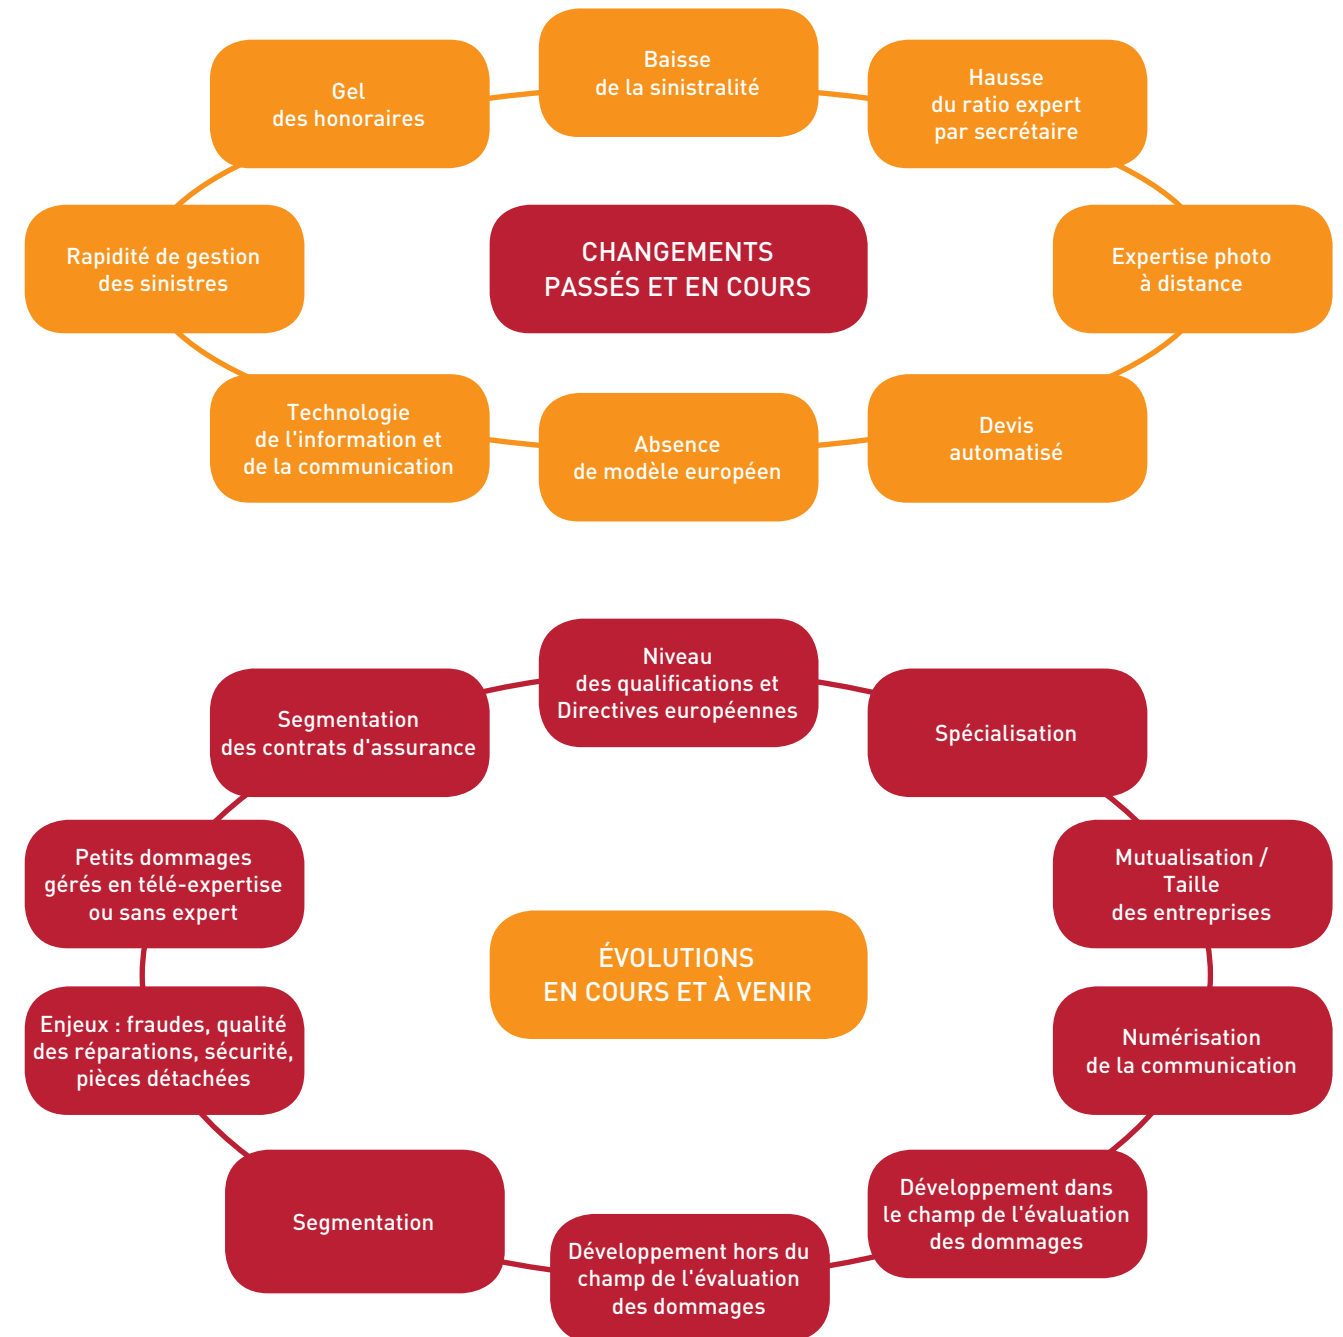 Baisse
de la sinistralité
Gel
des honoraires
Hausse
du ratio expert
par secrétaire
Rapidité de gestion
des sinistres
CHANGEMENTS
PASSÉS ET EN COURS
Expertise photo
à distance
Technologie
de l'information et
de la communication
Absence
de modèle européen
Devis
automatisé
Niveau
des qualifications et
Directives européennes
Segmentation
des contrats d'assurance
Spécialisation
Petits dommages
gérés en télé-expertise
ou sans expert
Mutualisation /
Taille
des entreprises
ÉVOLUTIONS
EN COURS ET À VENIR
Enjeux : fraudes, qualité
des réparations, sécurité,
pièces détachées
Numérisation
de la communication
Segmentation
Développement hors du
champ de l'évaluation
des dommages
Développement dans
le champ de l'évaluation
des dommages